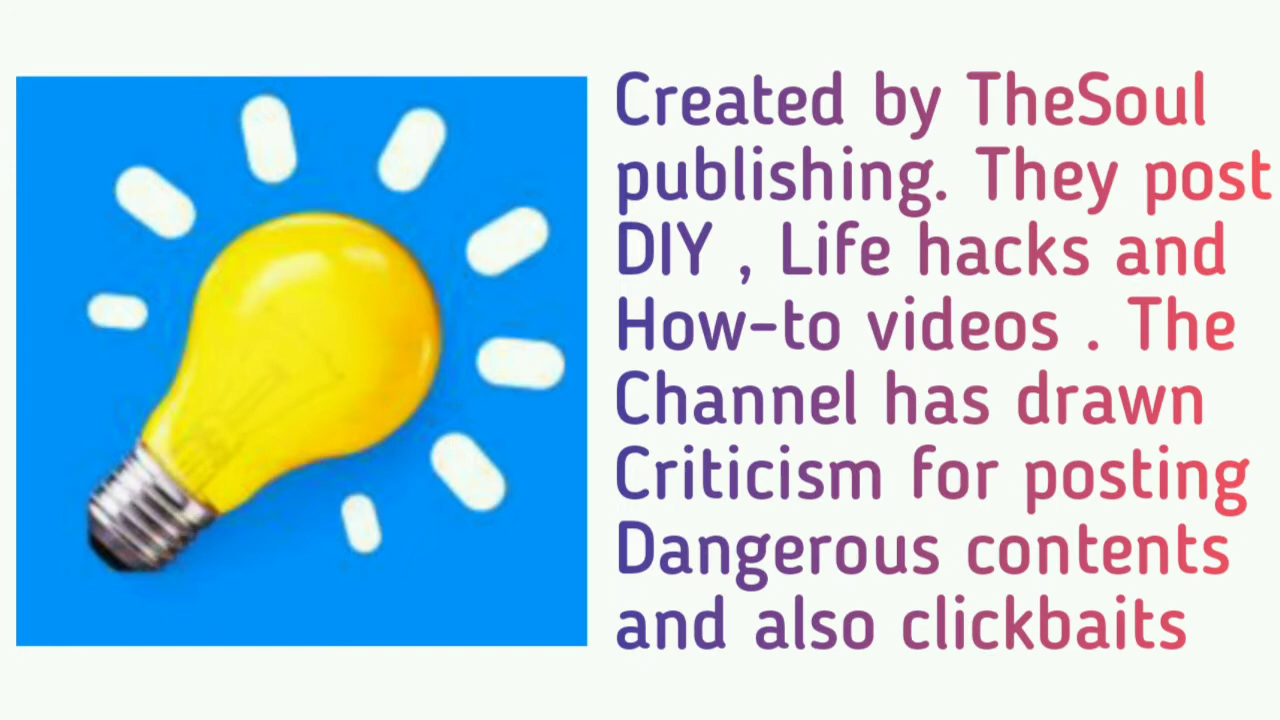 Created by TheSoul
publishing. They post
DIY , Life hacks and
How-to videos . The
Channel has drawn
Criticism for posting
Dangerous contents
and also clickbaits